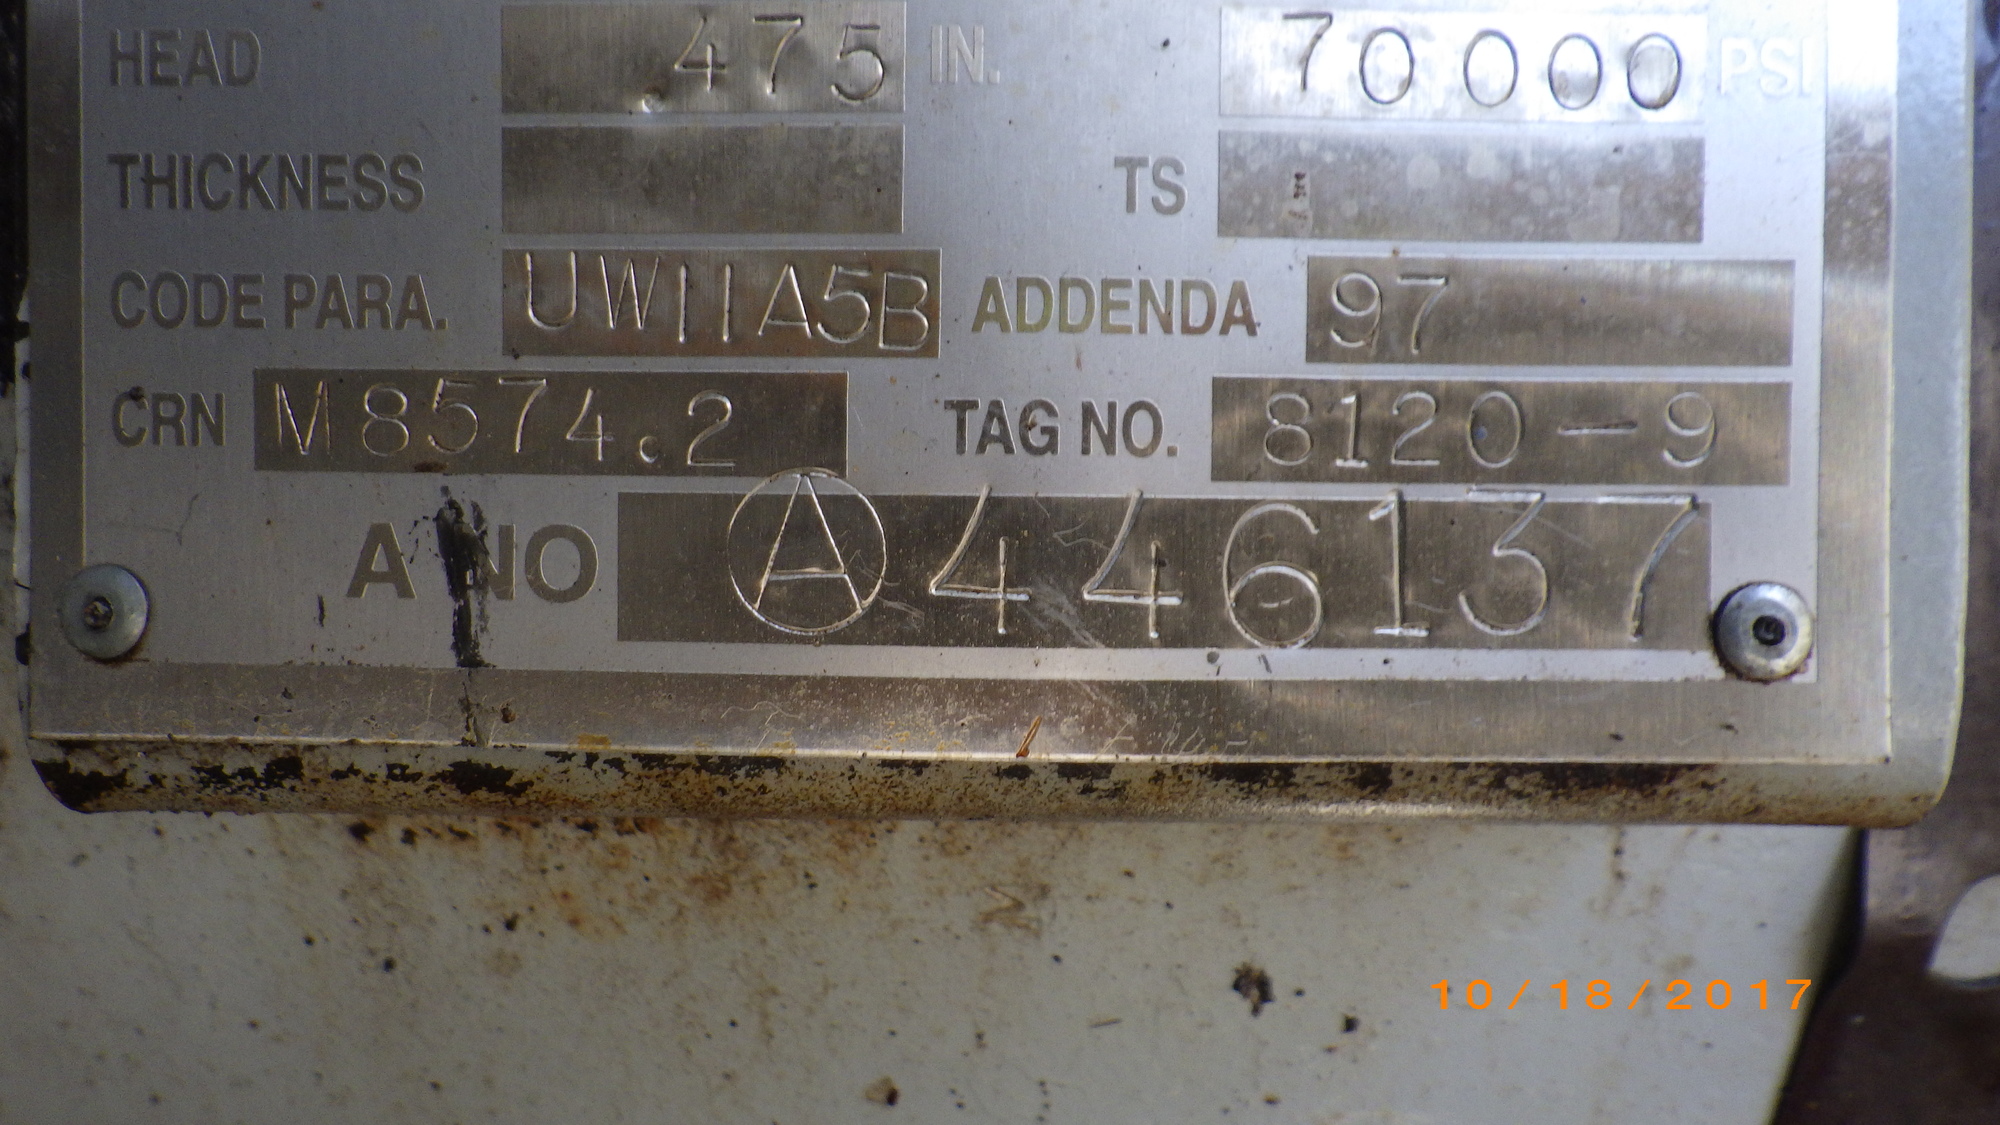 HEAD .475 IN. 70000 PSI
THICKNESS TS
CODE PARA. UW11A5B ADDENDA 97
CRN M8574.2 TAG NO. 8120-9
A NO Ⓐ446137
10/18/2017